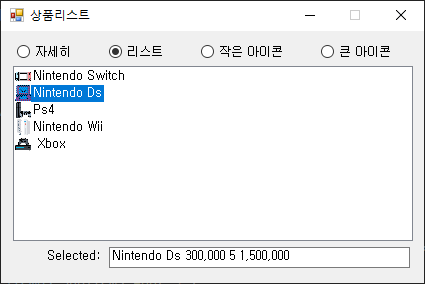 상품리스트
자세히 리스트 작은 아이콘 큰 아이콘
Nintendo Switch
Nintendo Ds
Ps4
Nintendo Wii
Xbox
Selected: Nintendo Ds 300,000 5 1,500,000